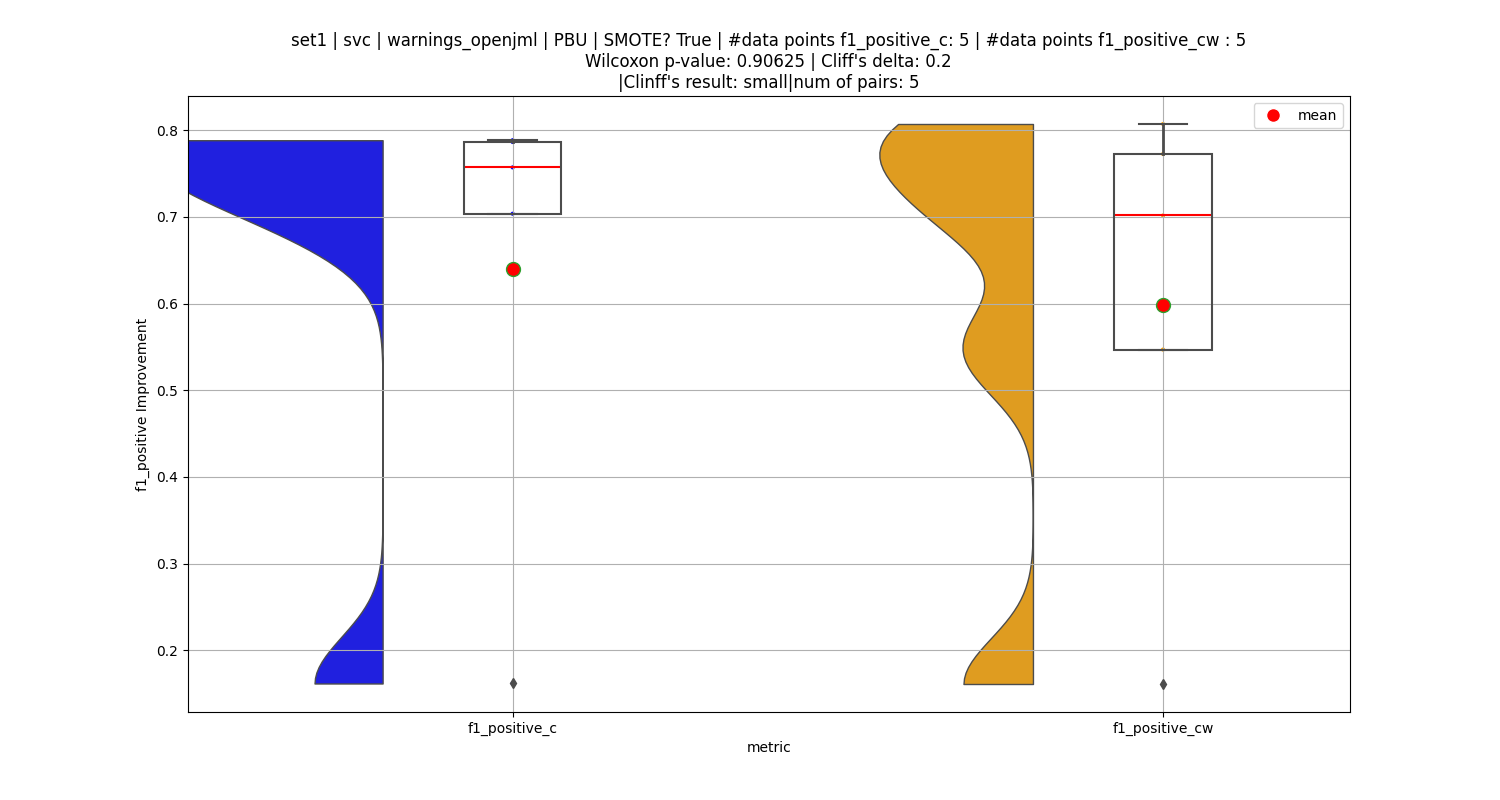 set1 | svc | warnings_openjml | PBU | SMOTE? True | #data points f1_positive_c: 5 | #data points f1_positive_cw : 5
Wilcoxon p-value: 0.90625 | Cliff's delta: 0.2
|Clinff's result: small|num of pairs: 5
mean
0.8
0.7
0.6
0.5
0.4
0.3
0.2
f1_positive Improvement
f1_positive_c
f1_positive_cw
metric